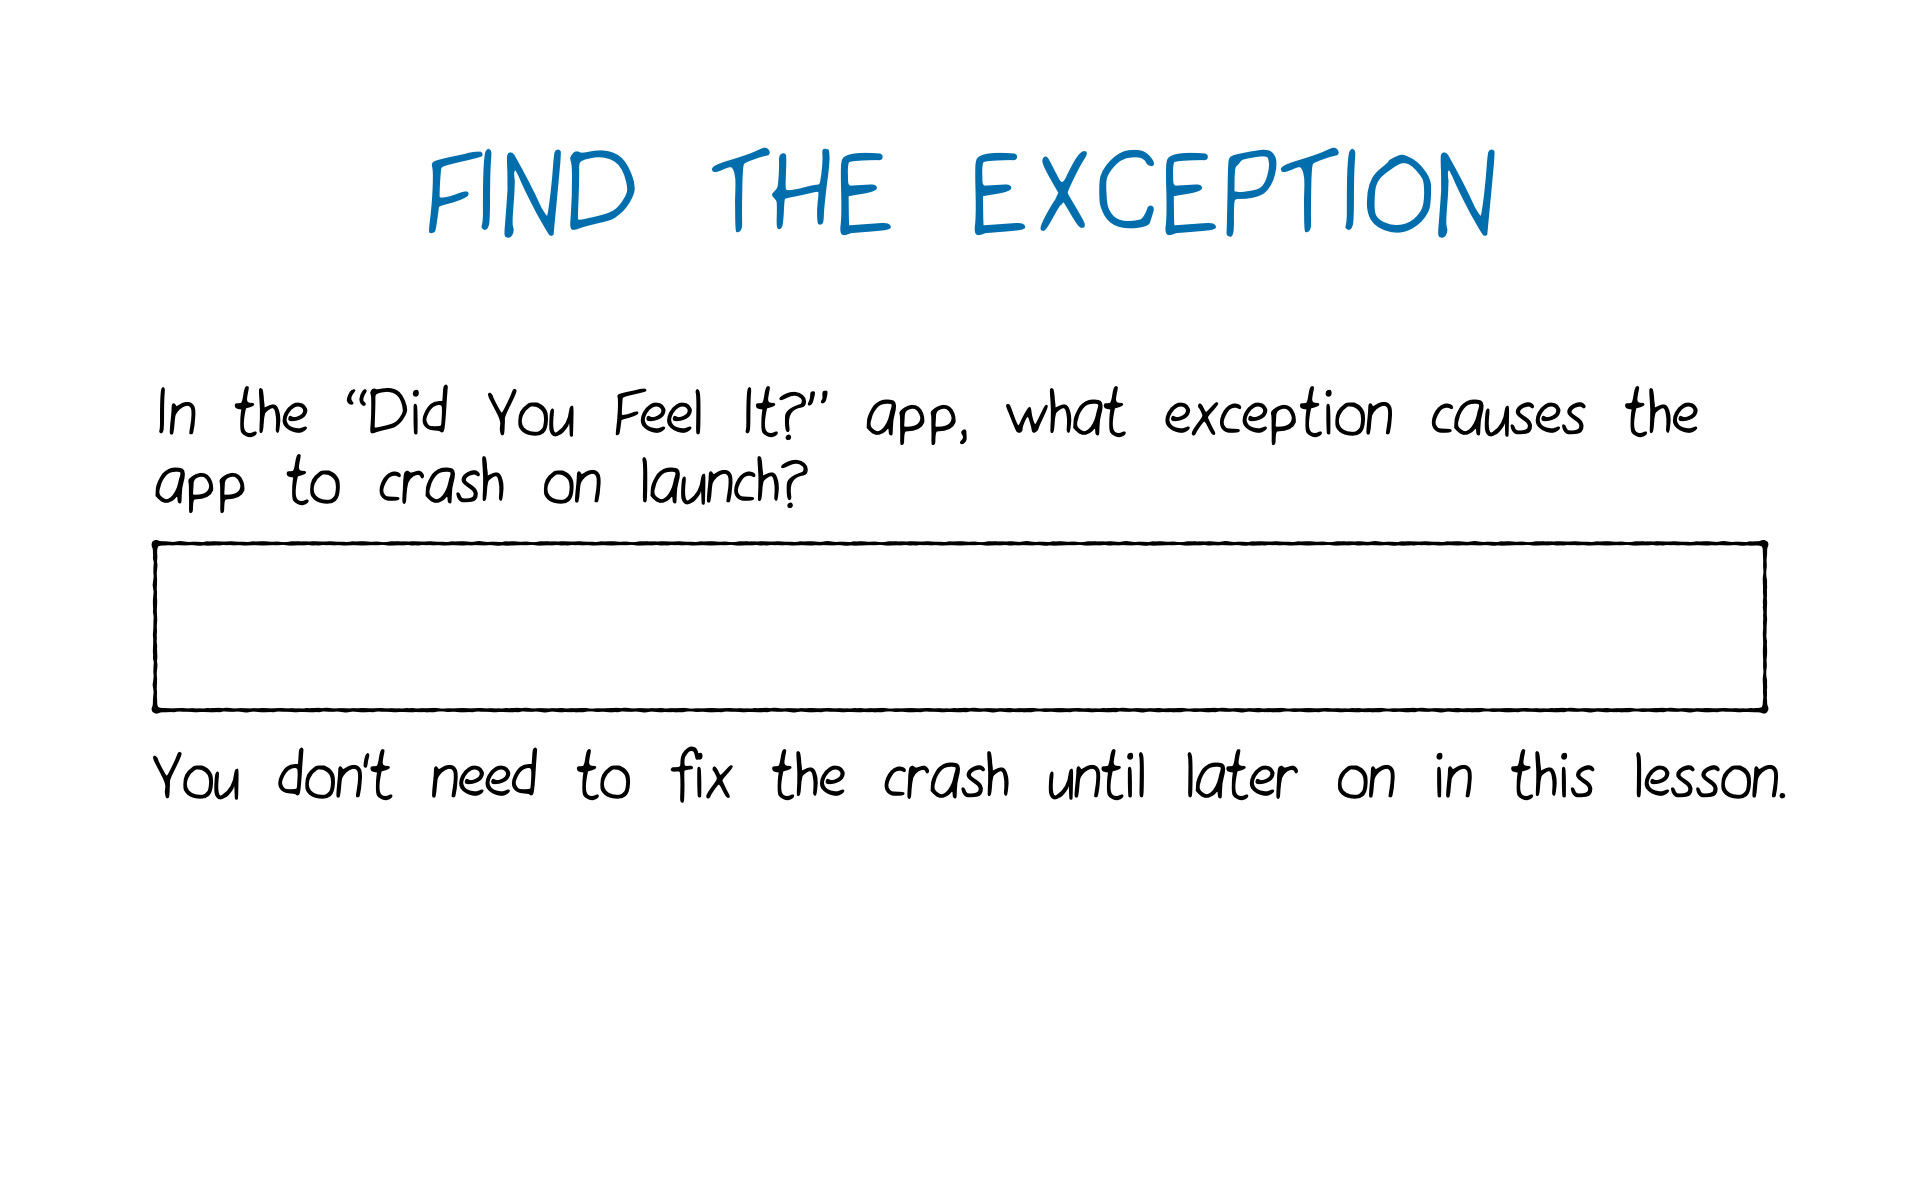 FIND THE EXCEPTION
In the “Did You Feel It?” app, what exception causes the
app to crash on launch?
You don't need to fix the crash until later on in this lesson.